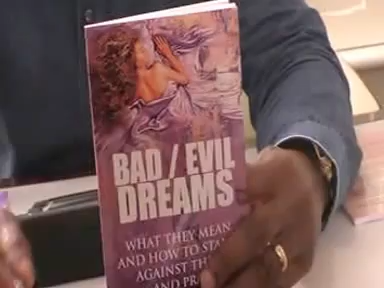 BAD / EVIL
DREAMS
WHAT THEY MEAN
AND HOW TO
AGAINST
AND